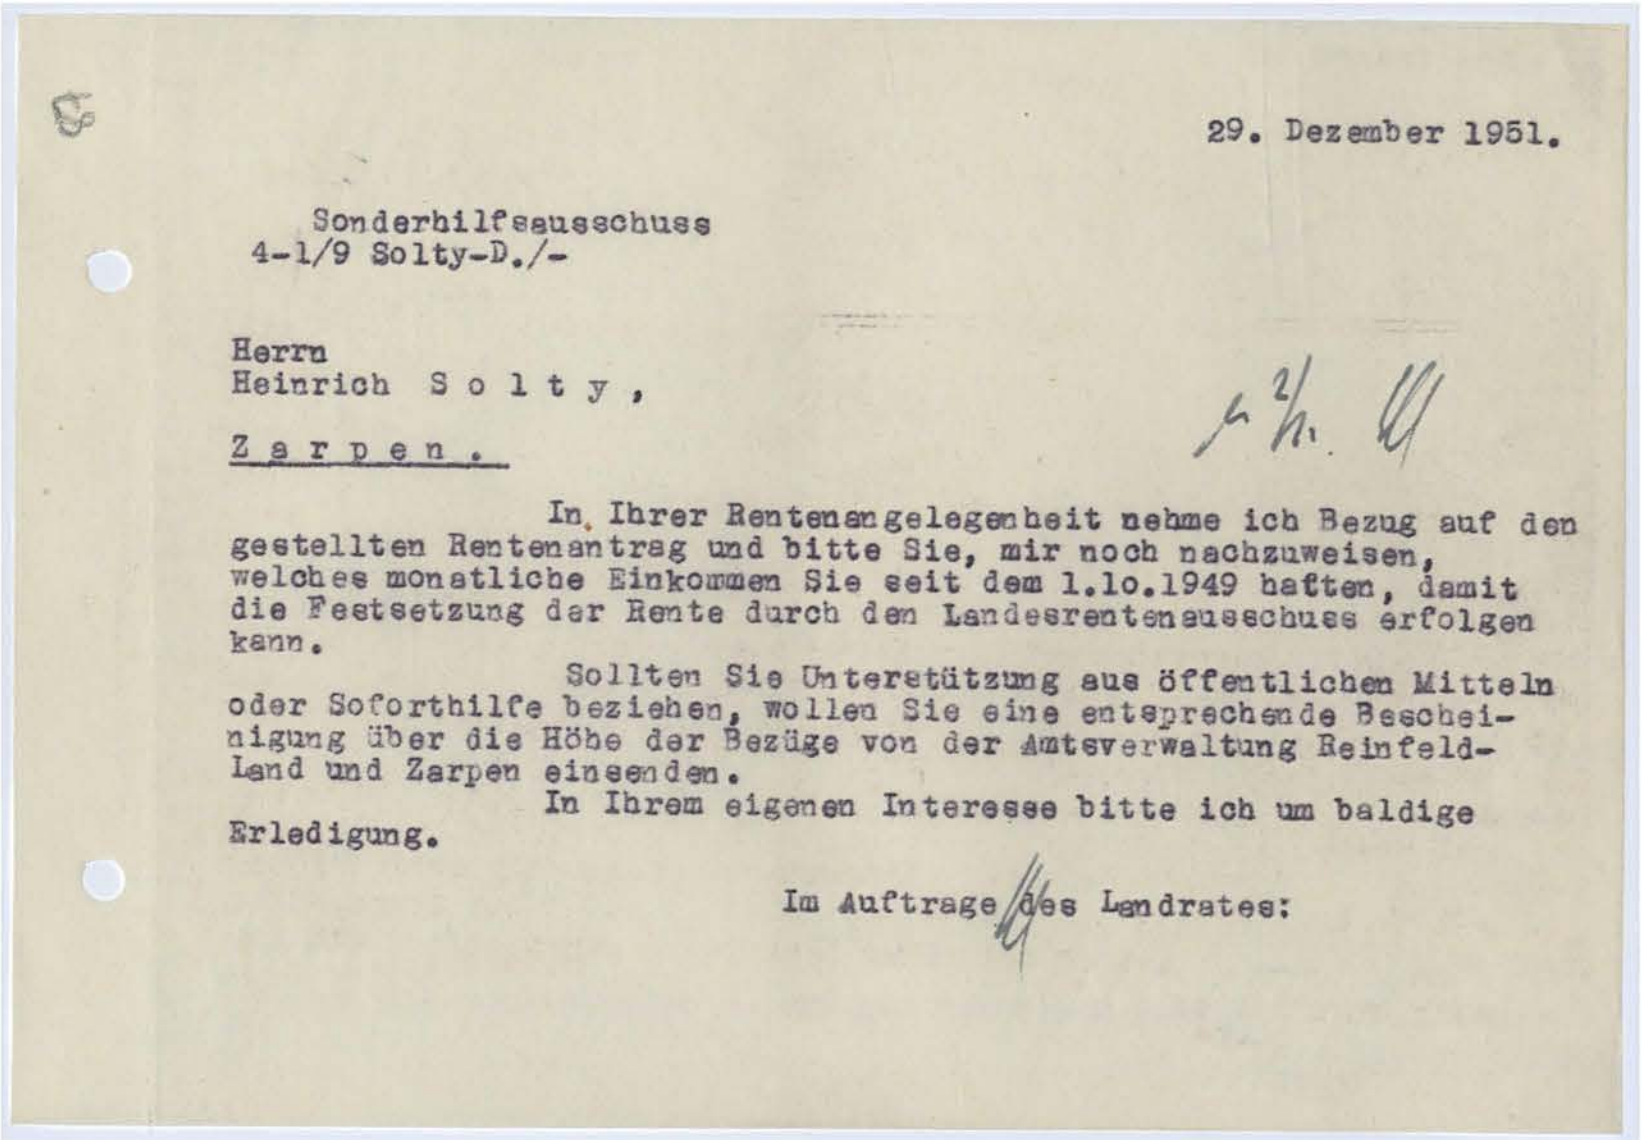 29. Dezember 1951.
Sonderhilfsausschuss
4-1/9 Solty-D./-
Herrn
Heinrich S o l t y ,
Z a r p e n .
In Ihrer Rentenangelegenheit nehme ich Bezug auf den
gestellten Rentenantrag und bitte Sie, mir noch nachzuweisen,
welches monatliche Einkommen Sie seit dem 1.10.1949 hatten, damit
die Festsetzung der Rente durch den Landesrentenausschuss erfolgen
kann.
Sollten Sie Unterstützung aus öffentlichen Mitteln
oder Soforthilfe beziehen, wollen Sie eine entsprechende Beschei-
nigung über die Höhe der Bezüge von der Amtsverwaltung Reinfeld-
Land und Zarpen einsenden.
In Ihrem eigenen Interesse bitte ich um baldige
Erledigung.
Im Auftrage des Landrates: